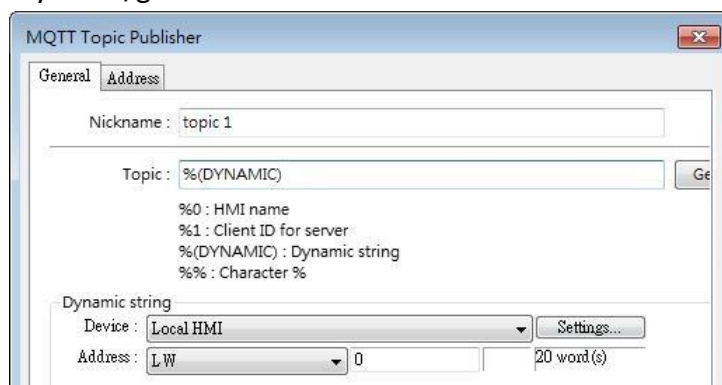 MQTT Topic Publisher
General Address
Nickname : topic 1
Topic : %(DYNAMIC) Ge
%0 : HMI name
%1 : Client ID for server
%(DYNAMIC) : Dynamic string
%% : Character %
Dynamic string
Device : Local HMI Settings...
Address : LW 0 20 word(s)